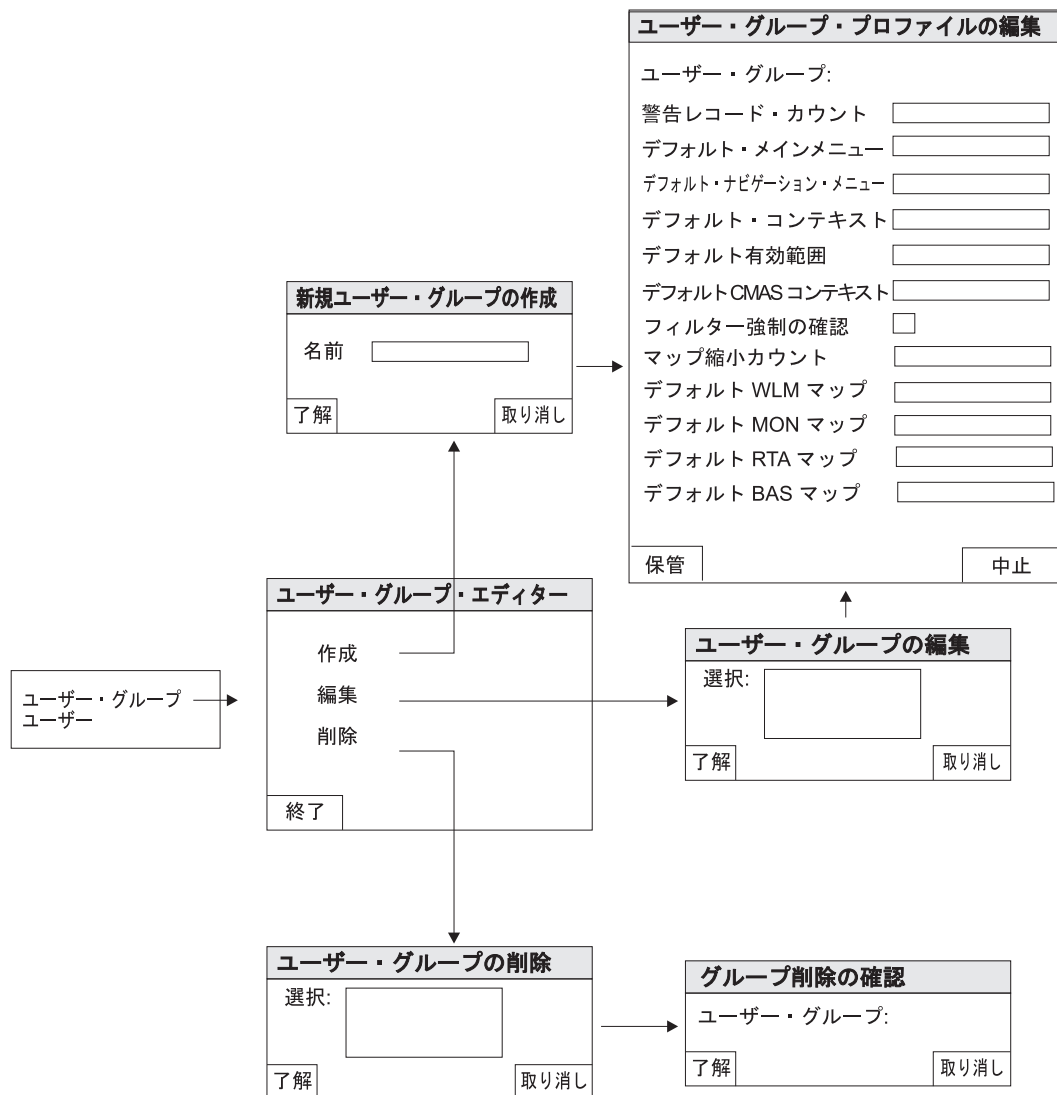 ユーザー・グループ・プロファイルの編集
ユーザー・グループ:
警告レコード・カウント
デフォルト・メインメニュー
デフォルト・ナビゲーション・メニュー
デフォルト・コンテキスト
デフォルト有効範囲
デフォルトCMASコンテキスト
フィルター強制の確認
マップ縮小カウント
デフォルト WLM マップ
デフォルト MON マップ
デフォルト RTA マップ
デフォルト BAS マップ
保管
中止
新規ユーザー・グループの作成
名前
了解
取り消し
ユーザー・グループ・エディター
作成
編集
削除
終了
ユーザー・グループ
ユーザー
ユーザー・グループの編集
選択:
了解
取り消し
ユーザー・グループの削除
選択:
了解
取り消し
グループ削除の確認
ユーザー・グループ:
了解
取り消し